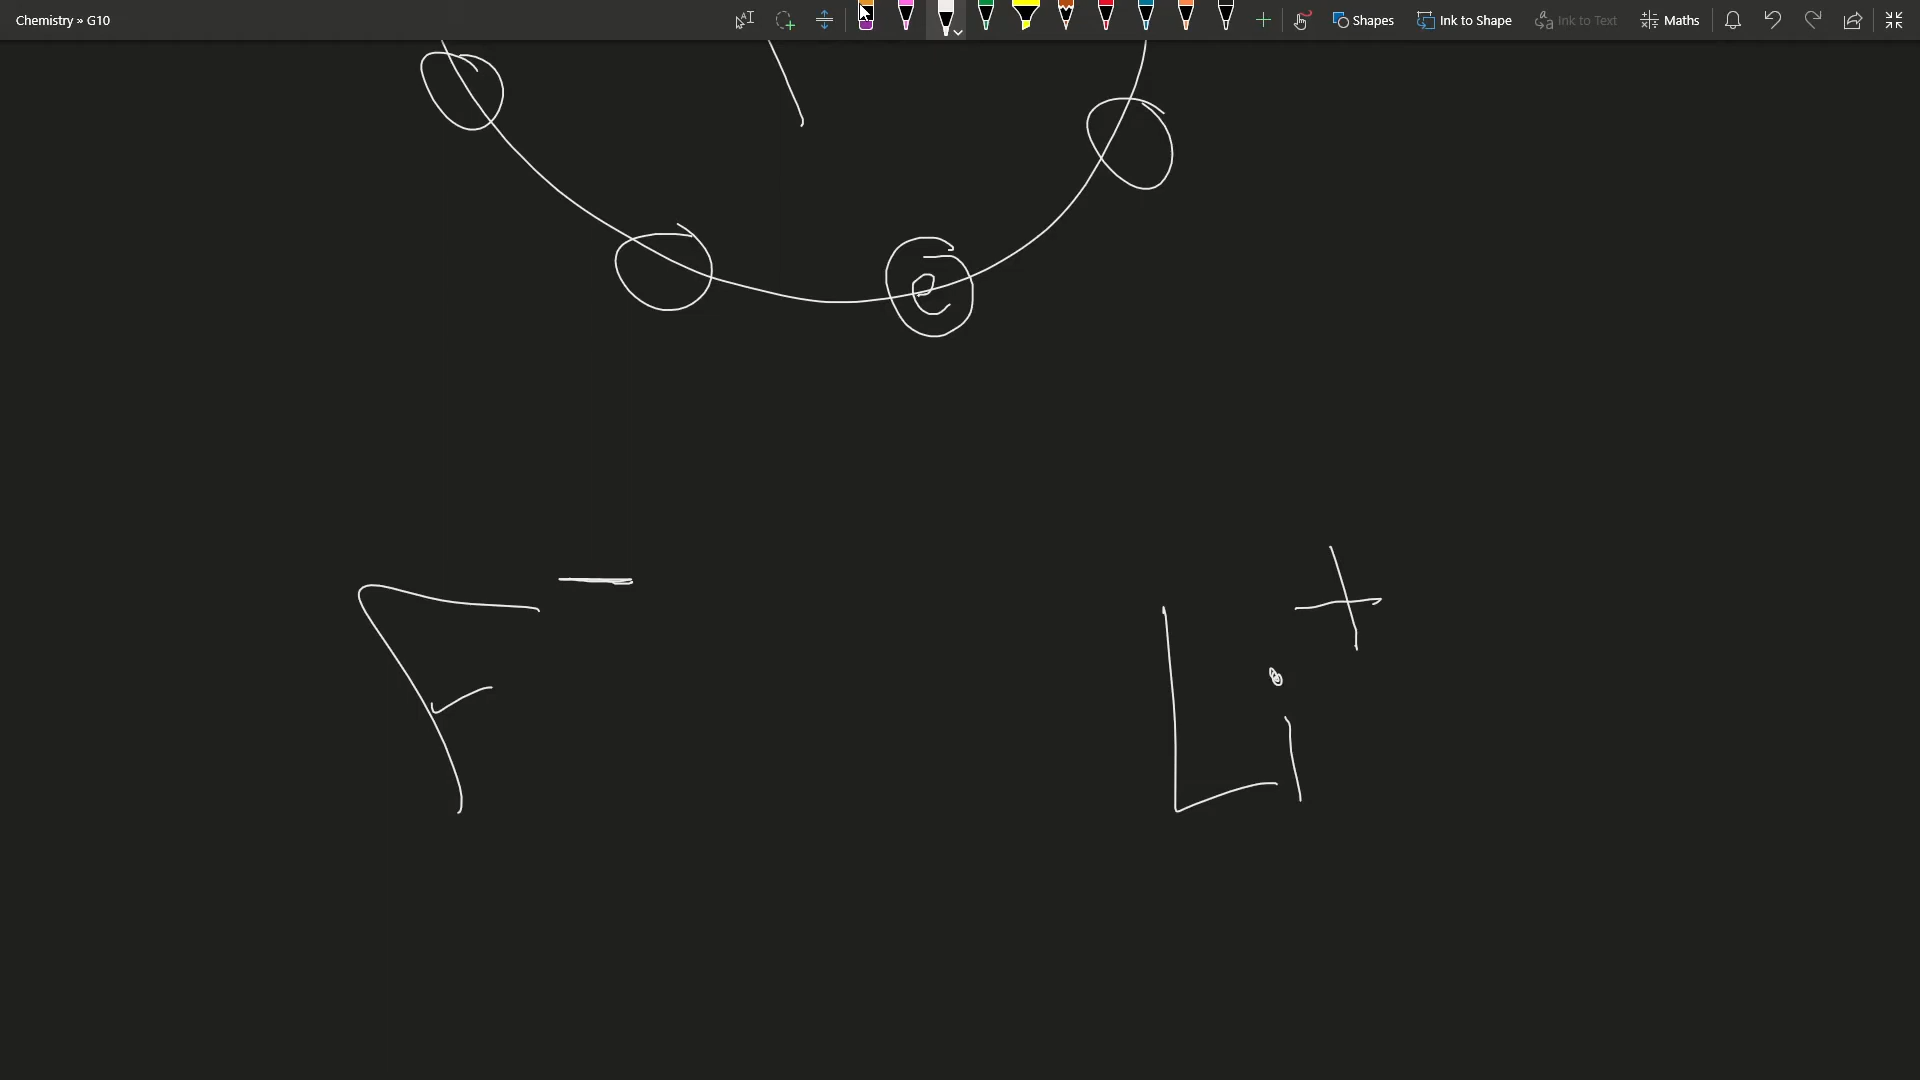 Chemistry » G10
Shapes
Ink to Shape
Ink to Text
Maths
e
F⁻
Li⁺